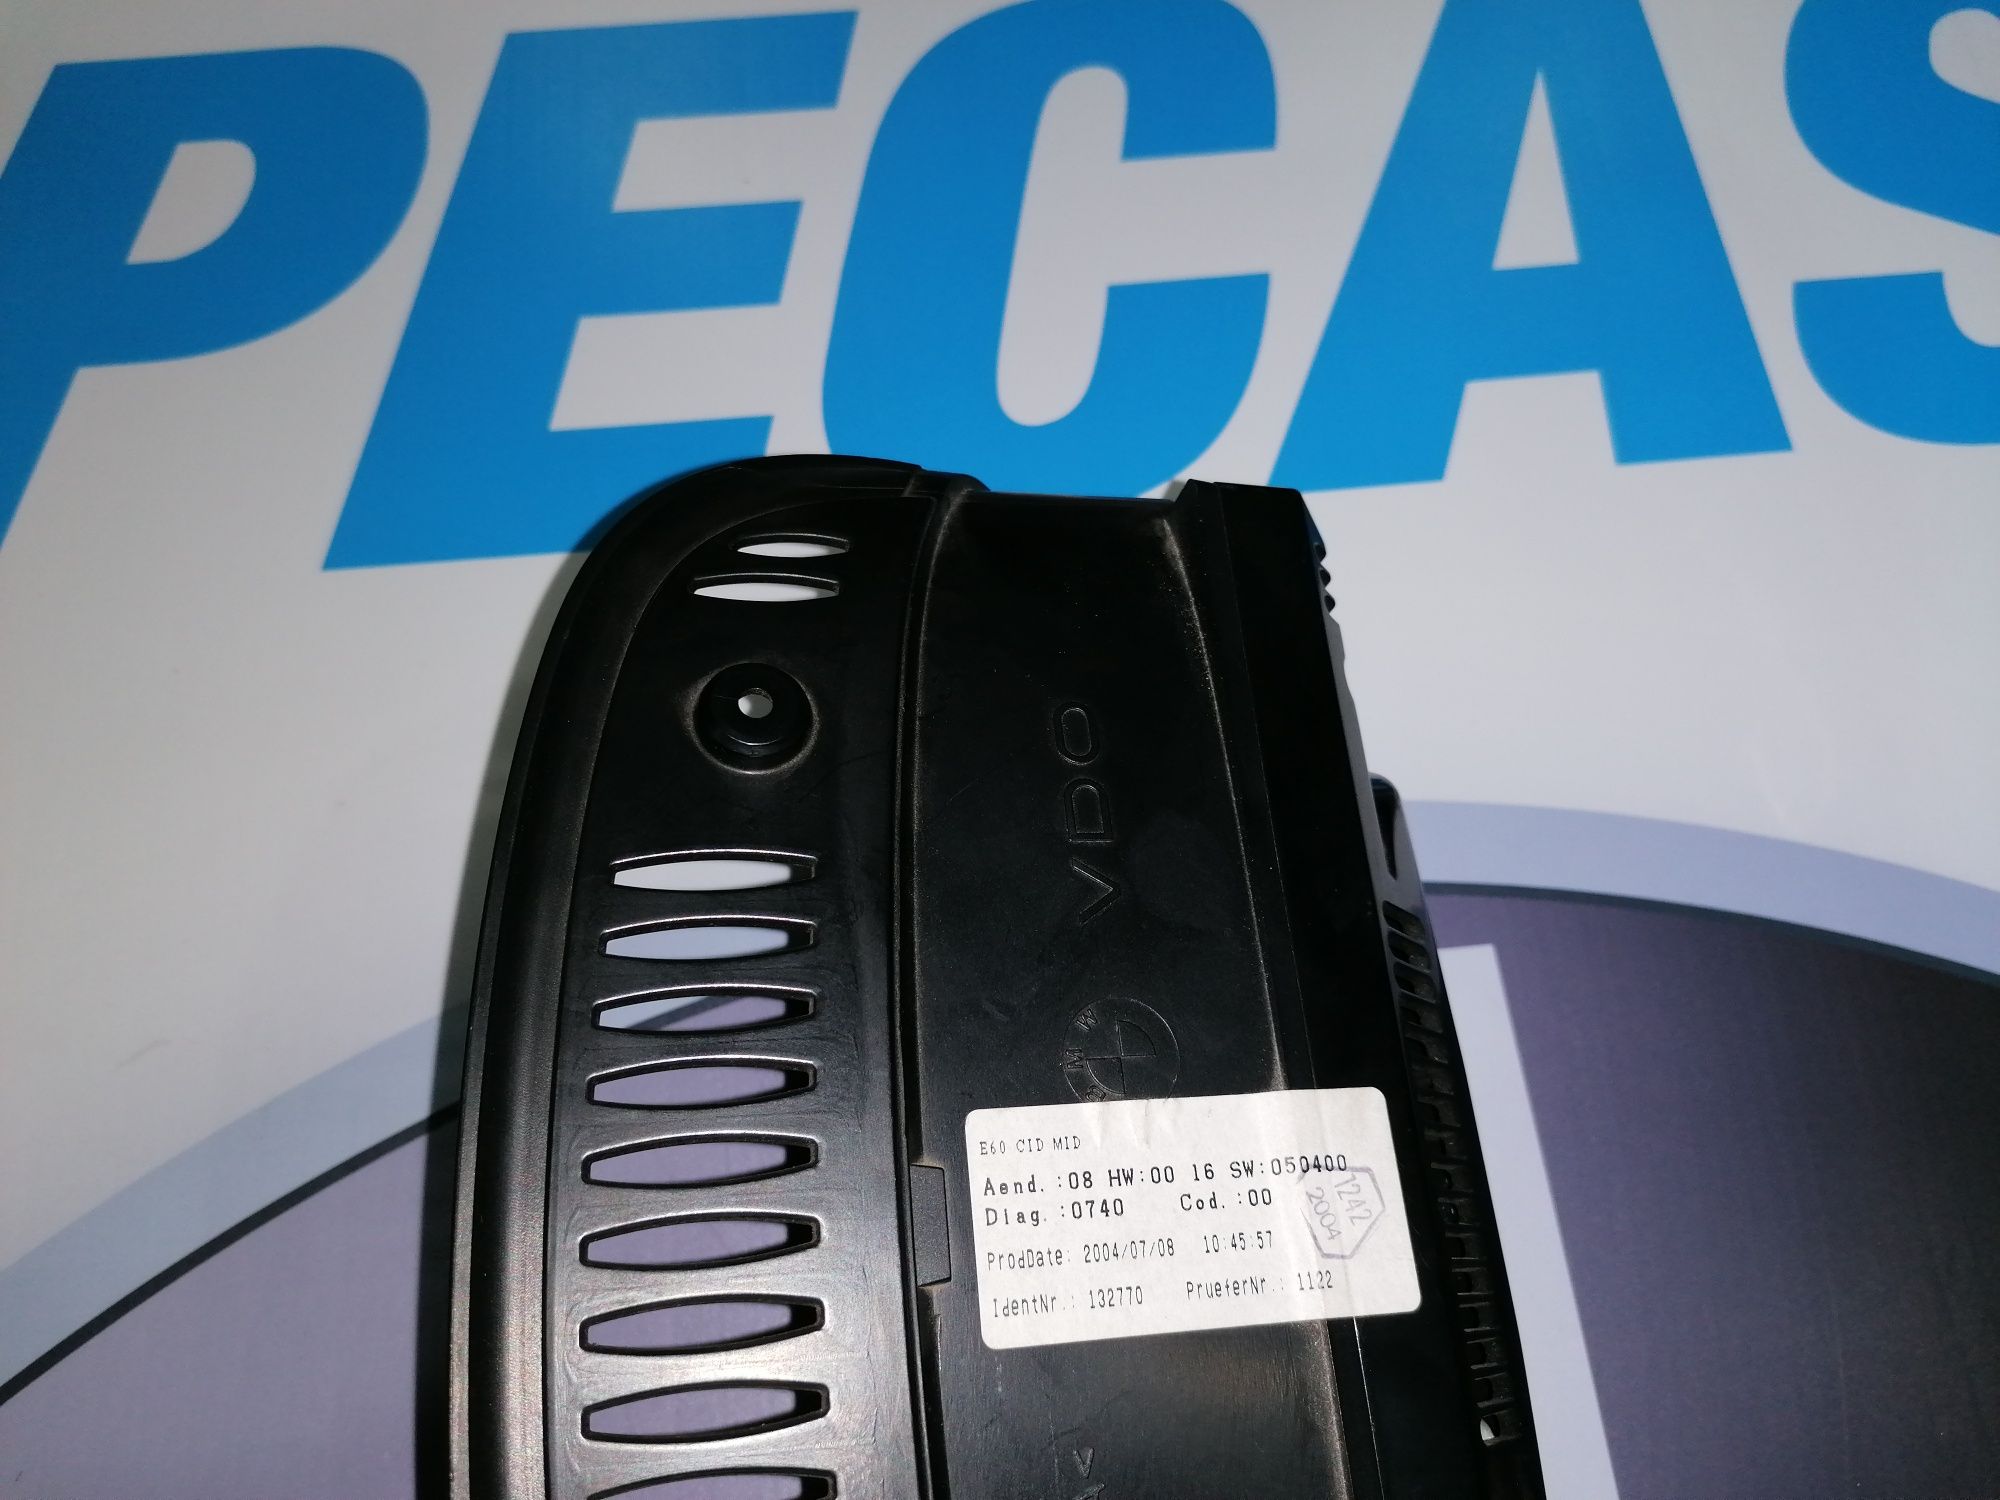 PECAS
VDO
BMW
E60 CID MID
Aend.:08 HW:00 16 SW:050400
Diag.:0740 Cod.:00
1242
2004
ProdDate: 2004/07/08 10:45:57
IdentNr.: 132770 PrueferNr.: 1122